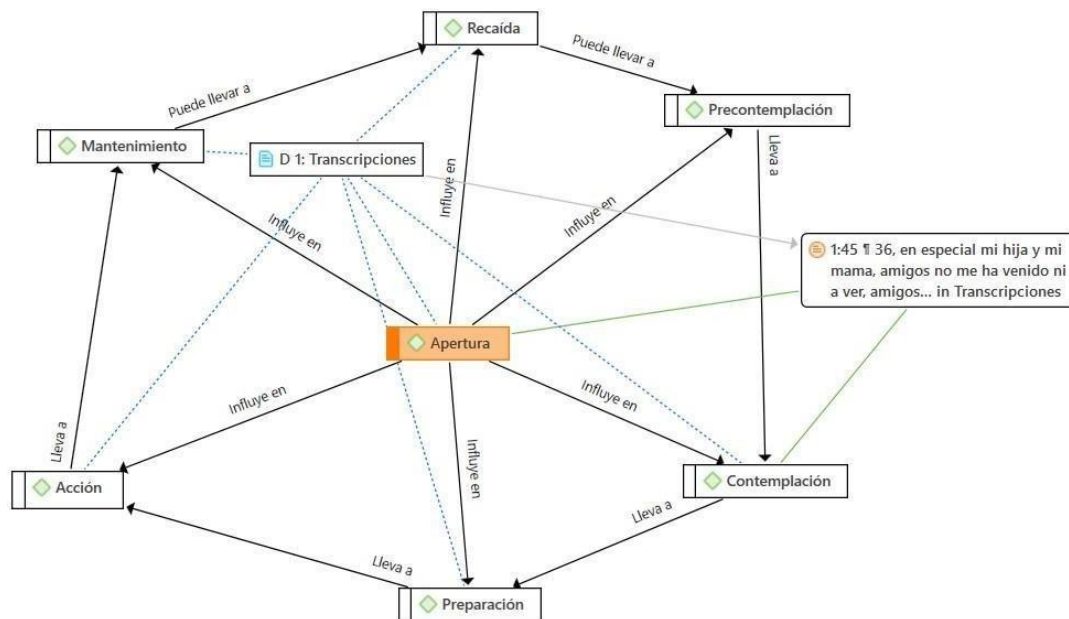 Recaída
Puede llevar a
Puede llevar a
Precontemplación
Mantenimiento
D 1: Transcripciones
Lleva a
Influye en
Influye en
Influye en
1:45 ¶ 36, en especial mi hija y mi
mama, amigos no me ha venido ni
a ver, amigos... in Transcripciones
Apertura
Influye en
Influye en
Lleva a
Influye en
Acción
Contemplación
Lleva a
Lleva a
Preparación